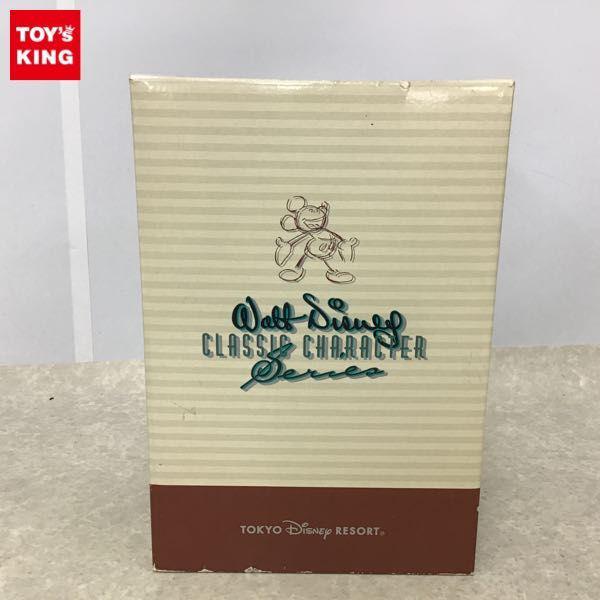 TOY's
KING
Walt Disney
CLASSIC CHARACTER
Series
TOKYO Disney RESORT®